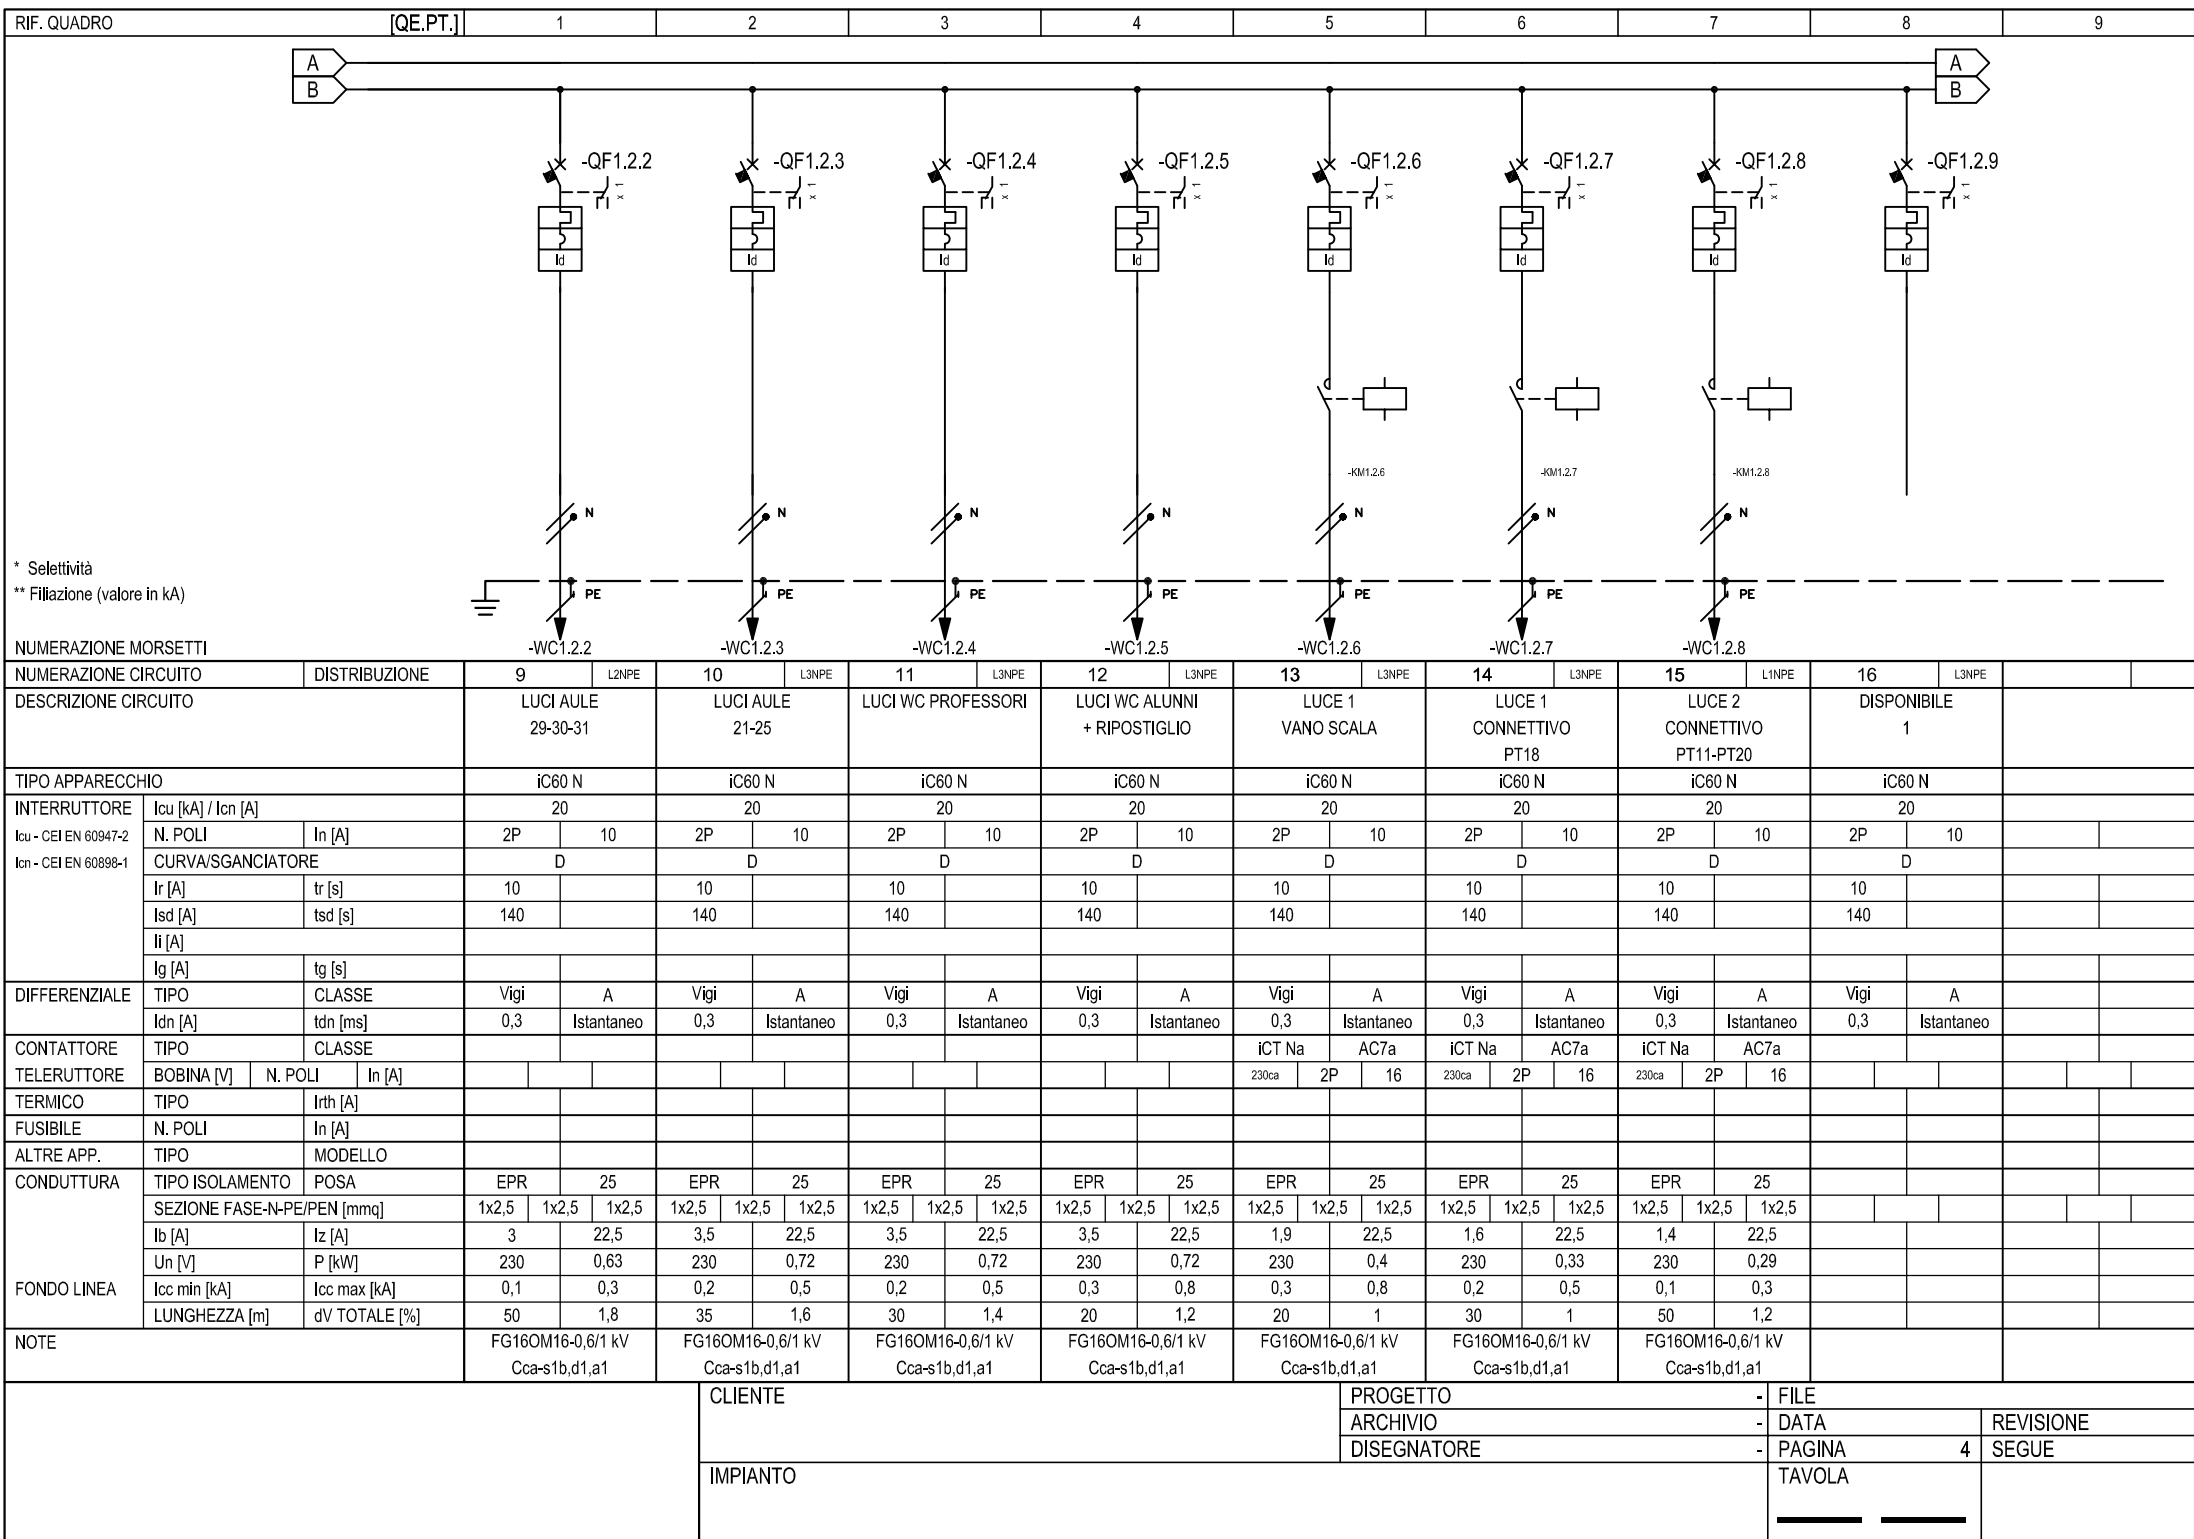 RIF. QUADRO [QE.PT.] 1 2 3 4 5 6 7 8 9
A A
B B
-QF1.2.2 -QF1.2.3 -QF1.2.4 -QF1.2.5 -QF1.2.6 -QF1.2.7 -QF1.2.8 -QF1.2.9
x 1 x 1 x 1 x 1 x 1 x 1 x 1 x 1
Id Id Id Id Id Id Id Id
-KM1.2.6 -KM1.2.7 -KM1.2.8
N N N N N N N
* Selettività
** Filiazione (valore in kA)
PE PE PE PE PE PE PE
NUMERAZIONE MORSETTI -WC1.2.2 -WC1.2.3 -WC1.2.4 -WC1.2.5 -WC1.2.6 -WC1.2.7 -WC1.2.8
NUMERAZIONE CIRCUITO DISTRIBUZIONE 9 L2NPE 10 L3NPE 11 L3NPE 12 L3NPE 13 L3NPE 14 L3NPE 15 L1NPE 16 L3NPE
DESCRIZIONE CIRCUITO LUCI AULE LUCI AULE LUCI WC PROFESSORI LUCI WC ALUNNI LUCE 1 LUCE 1 LUCE 2 DISPONIBILE
29-30-31 21-25 + RIPOSTIGLIO VANO SCALA CONNETTIVO CONNETTIVO 1
PT18 PT11-PT20
TIPO APPARECCHIO iC60 N iC60 N iC60 N iC60 N iC60 N iC60 N iC60 N iC60 N
INTERRUTTORE Icu [kA] / Icn [A] 20 20 20 20 20 20 20 20
Icu - CEI EN 60947-2 N. POLI In [A] 2P 10 2P 10 2P 10 2P 10 2P 10 2P 10 2P 10 2P 10
Icn - CEI EN 60898-1 CURVA/SGANCIATORE D D D D D D D D
Ir [A] tr [s] 10 10 10 10 10 10 10 10
Isd [A] tsd [s] 140 140 140 140 140 140 140 140
Ii [A]
Ig [A] tg [s]
DIFFERENZIALE TIPO CLASSE Vigi A Vigi A Vigi A Vigi A Vigi A Vigi A Vigi A Vigi A
Idn [A] tdn [ms] 0,3 Istantaneo 0,3 Istantaneo 0,3 Istantaneo 0,3 Istantaneo 0,3 Istantaneo 0,3 Istantaneo 0,3 Istantaneo 0,3 Istantaneo
CONTATTORE TIPO CLASSE iCT Na AC7a iCT Na AC7a iCT Na AC7a
TELERUTTORE BOBINA [V] N. POLI In [A] 230ca 2P 16 230ca 2P 16 230ca 2P 16
TERMICO TIPO Irth [A]
FUSIBILE N. POLI In [A]
ALTRE APP. TIPO MODELLO
CONDUTTURA TIPO ISOLAMENTO POSA EPR 25 EPR 25 EPR 25 EPR 25 EPR 25 EPR 25 EPR 25
SEZIONE FASE-N-PE/PEN [mmq] 1x2,5 1x2,5 1x2,5 1x2,5 1x2,5 1x2,5 1x2,5 1x2,5 1x2,5 1x2,5 1x2,5 1x2,5 1x2,5 1x2,5 1x2,5 1x2,5 1x2,5 1x2,5 1x2,5 1x2,5 1x2,5
Ib [A] Iz [A] 3 22,5 3,5 22,5 3,5 22,5 3,5 22,5 1,9 22,5 1,6 22,5 1,4 22,5
Un [V] P [kW] 230 0,63 230 0,72 230 0,72 230 0,72 230 0,4 230 0,33 230 0,29
FONDO LINEA Icc min [kA] Icc max [kA] 0,1 0,3 0,2 0,5 0,2 0,5 0,3 0,8 0,3 0,8 0,2 0,5 0,1 0,3
LUNGHEZZA [m] dV TOTALE [%] 50 1,8 35 1,6 30 1,4 20 1,2 20 1 30 1 50 1,2
NOTE FG16OM16-0,6/1 kV FG16OM16-0,6/1 kV FG16OM16-0,6/1 kV FG16OM16-0,6/1 kV FG16OM16-0,6/1 kV FG16OM16-0,6/1 kV FG16OM16-0,6/1 kV
Cca-s1b,d1,a1 Cca-s1b,d1,a1 Cca-s1b,d1,a1 Cca-s1b,d1,a1 Cca-s1b,d1,a1 Cca-s1b,d1,a1 Cca-s1b,d1,a1
CLIENTE PROGETTO - FILE
ARCHIVIO - DATA REVISIONE
DISEGNATORE - PAGINA 4 SEGUE
IMPIANTO TAVOLA